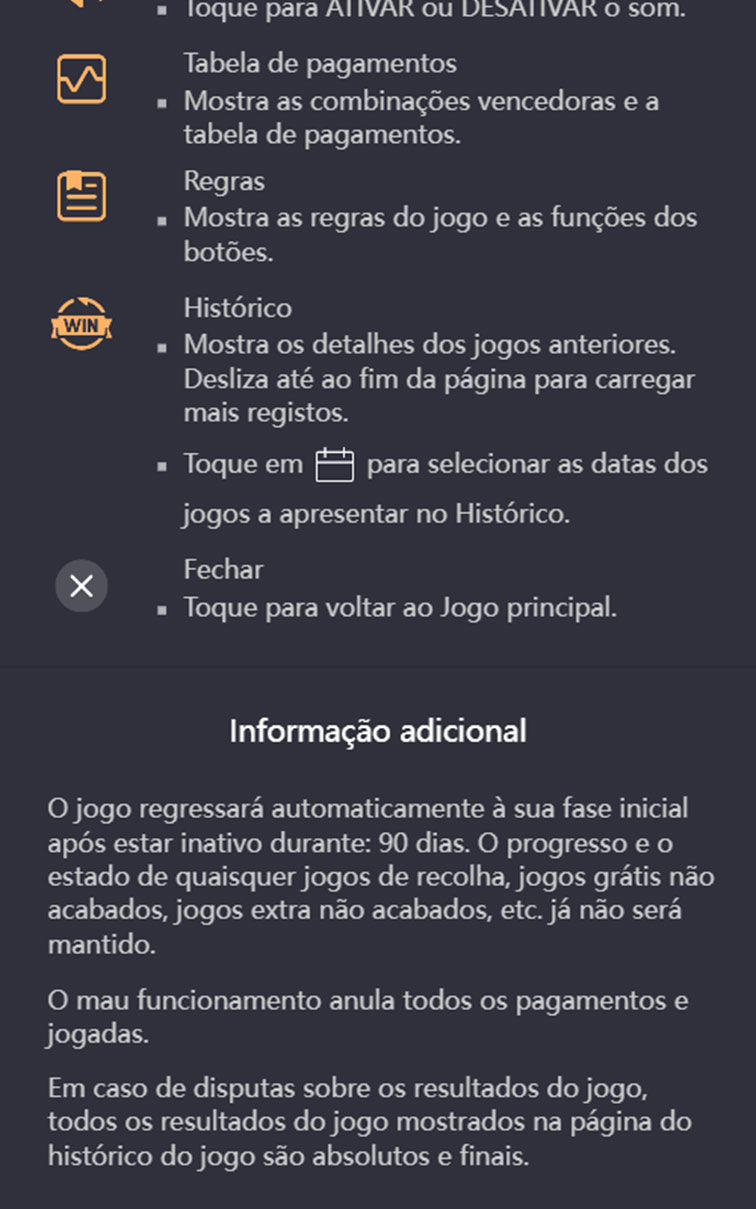 Toque para ATIVAR ou DESATIVAR o som.
Tabela de pagamentos
▪ Mostra as combinações vencedoras e a
tabela de pagamentos.
Regras
▪ Mostra as regras do jogo e as funções dos
botões.
WIN
Histórico
▪ Mostra os detalhes dos jogos anteriores.
Desliza até ao fim da página para carregar
mais registos.
▪ Toque em para selecionar as datas dos
jogos a apresentar no Histórico.
Fechar
▪ Toque para voltar ao Jogo principal.
Informação adicional
O jogo regressará automaticamente à sua fase inicial
após estar inativo durante: 90 dias. O progresso e o
estado de quaisquer jogos de recolha, jogos grátis não
acabados, jogos extra não acabados, etc. já não será
mantido.
O mau funcionamento anula todos os pagamentos e
jogadas.
Em caso de disputas sobre os resultados do jogo,
todos os resultados do jogo mostrados na página do
histórico do jogo são absolutos e finais.